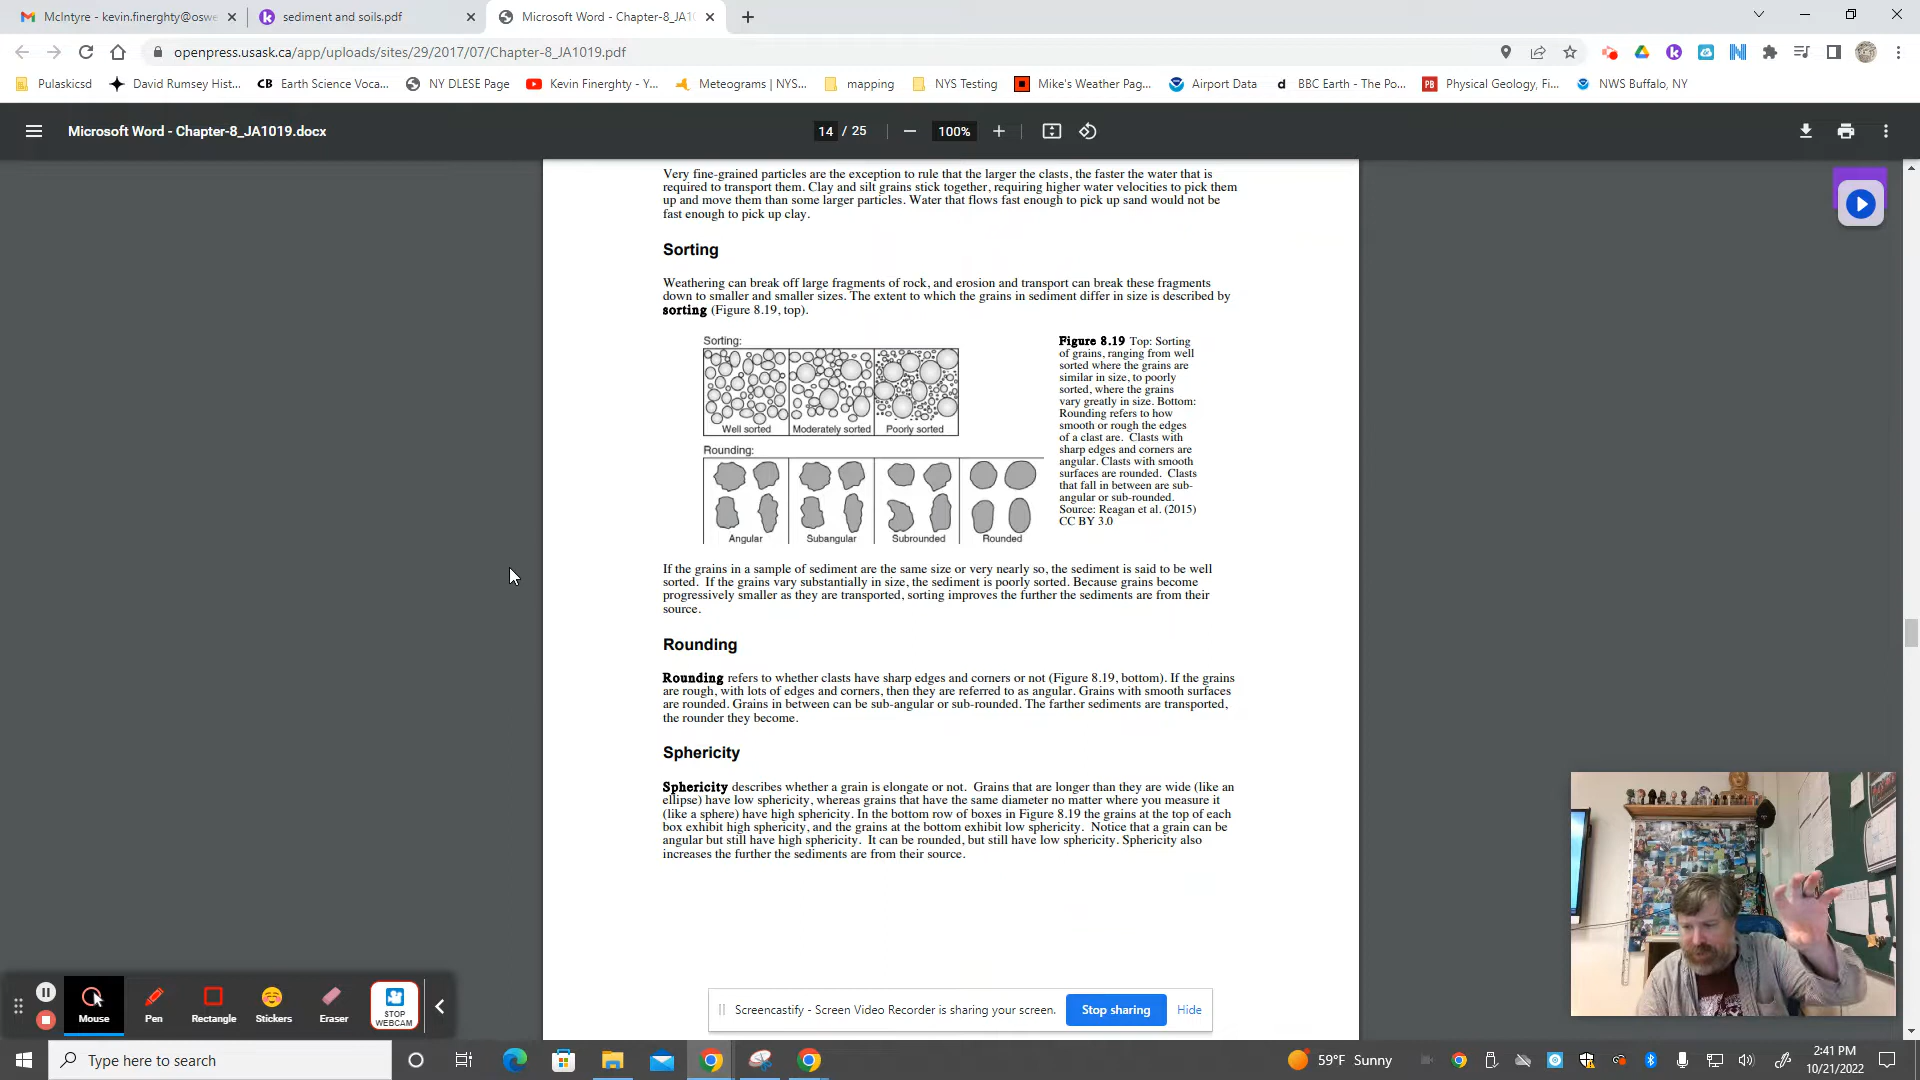 McIntyre - kevin.finerghty@oswe
sediment and soils.pdf
Microsoft Word - Chapter-8_JA10
openpress.usask.ca/app/uploads/sites/29/2017/07/Chapter-8_JA1019.pdf
Pulaskicsd
David Rumsey Hist...
CB Earth Science Voca...
NY DLESE Page
Kevin Finerghty - Y...
Meteograms | NYS...
mapping
NYS Testing
Mike's Weather Pag...
Airport Data
d BBC Earth - The Po...
PB Physical Geology, Fi...
NWS Buffalo, NY
Microsoft Word - Chapter-8_JA1019.docx
14 / 25
100%
Very fine-grained particles are the exception to rule that the larger the clasts, the faster the water that is
required to transport them. Clay and silt grains stick together, requiring higher water velocities to pick them
up and move them than some larger particles. Water that flows fast enough to pick up sand would not be
fast enough to pick up clay.
Sorting
Weathering can break off large fragments of rock, and erosion and transport can break these fragments
down to smaller and smaller sizes. The extent to which the grains in sediment differ in size is described by
sorting (Figure 8.19, top).
Sorting:
Well sorted
Moderately sorted
Poorly sorted
Rounding:
Angular
Subangular
Subrounded
Rounded
Figure 8.19 Top: Sorting
of grains, ranging from well
sorted where the grains are
similar in size, to poorly
sorted, where the grains
vary greatly in size. Bottom:
Rounding refers to how
smooth or rough the edges
of a clast are. Clasts with
sharp edges and corners are
angular. Clasts with smooth
surfaces are rounded. Clasts
that fall in between are sub-
angular or sub-rounded.
Source: Reagan et al. (2015)
CC BY 3.0
If the grains in a sample of sediment are the same size or very nearly so, the sediment is said to be well
sorted. If the grains vary substantially in size, the sediment is poorly sorted. Because grains become
progressively smaller as they are transported, sorting improves the further the sediments are from their
source.
Rounding
Rounding refers to whether clasts have sharp edges and corners or not (Figure 8.19, bottom). If the grains
are rough, with lots of edges and corners, then they are referred to as angular. Grains with smooth surfaces
are rounded. Grains in between can be sub-angular or sub-rounded. The farther sediments are transported,
the rounder they become.
Sphericity
Sphericity describes whether a grain is elongate or not. Grains that are longer than they are wide (like an
ellipse) have low sphericity, whereas grains that have the same diameter no matter where you measure it
(like a sphere) have high sphericity. In the bottom row of boxes in Figure 8.19 the grains at the top of each
box exhibit high sphericity, and the grains at the bottom exhibit low sphericity. Notice that a grain can be
angular but still have high sphericity. It can be rounded, but still have low sphericity. Sphericity also
increases the further the sediments are from their source.
Mouse
Pen
Rectangle
Stickers
Eraser
STOP
WEBCAM
Screencastify - Screen Video Recorder is sharing your screen.
Stop sharing
Hide
Type here to search
59°F Sunny
2:41 PM
10/21/2022